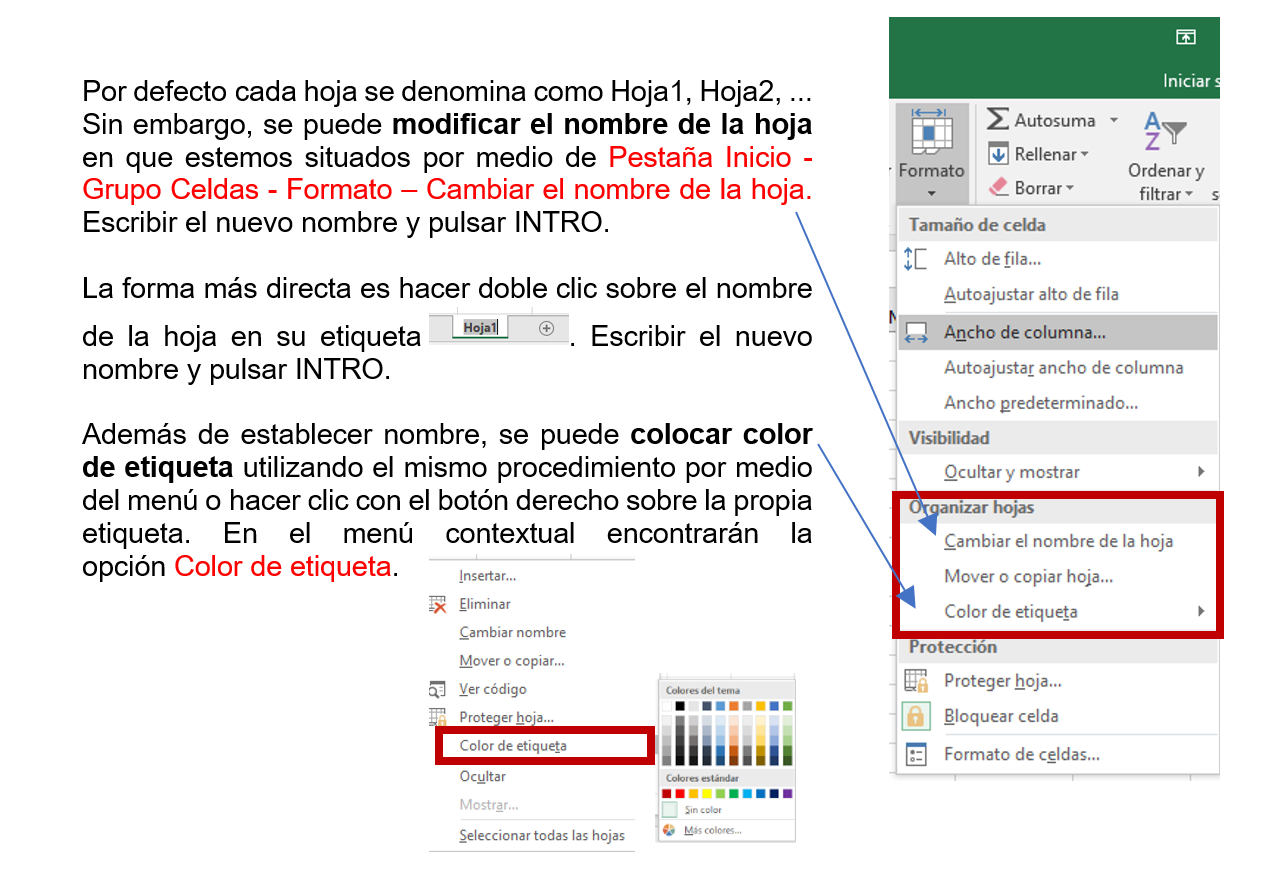 Por defecto cada hoja se denomina como Hoja1, Hoja2, ...
Sin embargo, se puede modificar el nombre de la hoja
en que estemos situados por medio de Pestaña Inicio -
Grupo Celdas - Formato – Cambiar el nombre de la hoja.
Escribir el nuevo nombre y pulsar INTRO.
La forma más directa es hacer doble clic sobre el nombre
de la hoja en su etiqueta Hoja1 . Escribir el nuevo
nombre y pulsar INTRO.
Además de establecer nombre, se puede colocar color
de etiqueta utilizando el mismo procedimiento por medio
del menú o hacer clic con el botón derecho sobre la propia
etiqueta. En el menú contextual encontrarán la
opción Color de etiqueta.
Insertar...
Eliminar
Cambiar nombre
Mover o copiar...
Ver código
Proteger hoja...
Color de etiqueta
Ocultar
Mostrar...
Seleccionar todas las hojas
Colores del tema
Colores estándar
Sin color
Más colores...
Iniciar s
Formato
Autosuma
Rellenar
Borrar
Ordenar y
filtrar
Tamaño de celda
Alto de fila...
Autoajustar alto de fila
Ancho de columna...
Autoajustar ancho de columna
Ancho predeterminado...
Visibilidad
Ocultar y mostrar
Organizar hojas
Cambiar el nombre de la hoja
Mover o copiar hoja...
Color de etiqueta
Protección
Proteger hoja...
Bloquear celda
Formato de celdas...